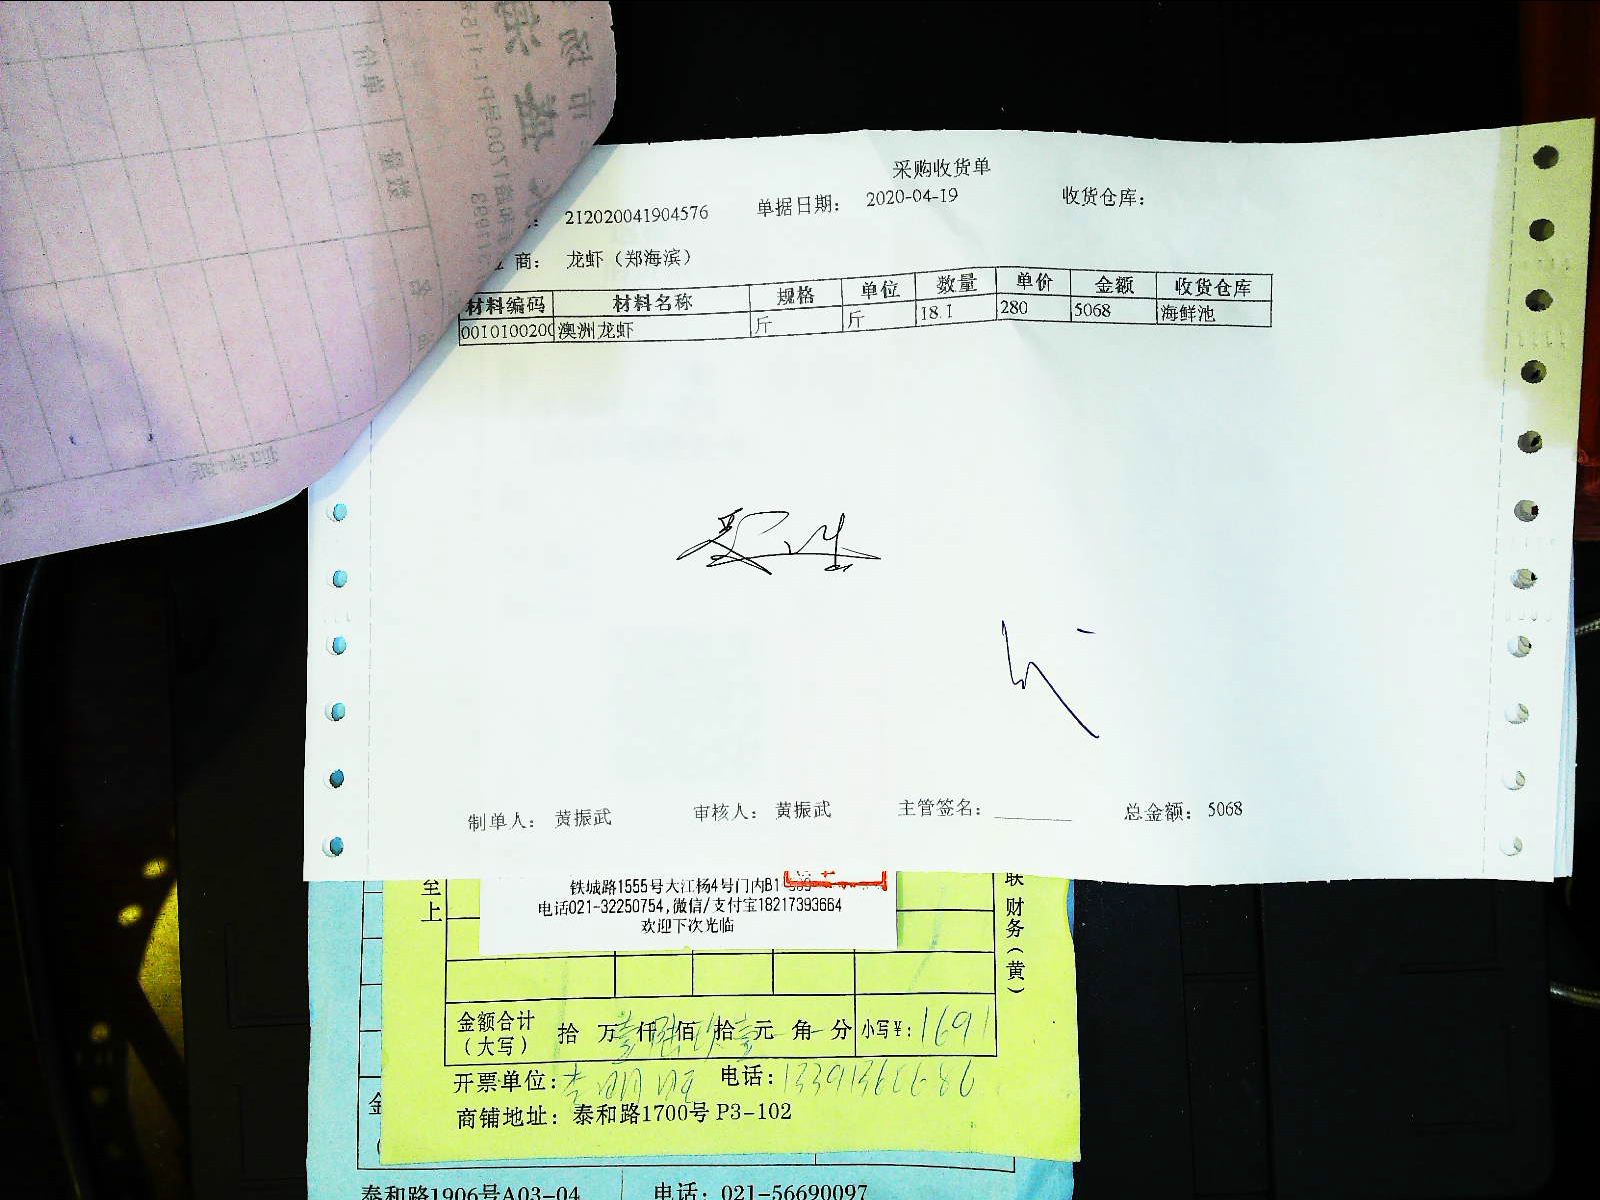 采购收货单
212020041904576 单据日期: 2020-04-19 收货仓库:
商: 龙虾（郑海滨）
材料编码 材料名称 规格 单位 数量 单价 金额 收货仓库
0010100200 澳洲龙虾 斤 斤 18.1 280 5068 海鲜池
制单人: 黄振武 审核人: 黄振武 主管签名: 总金额: 5068
铁城路1555号大江杨4号门内B1
电话021-32250754,微信/支付宝18217393664
欢迎下次光临
至上
联财务(黄)
金额合计(大写) 拾 万壹仟陆佰玖拾壹元 角 分 小写¥: 1691
开票单位: 电话:
商铺地址: 泰和路1700号 P3-102
金
泰和路1906号A03-04 电话: 021-56690097